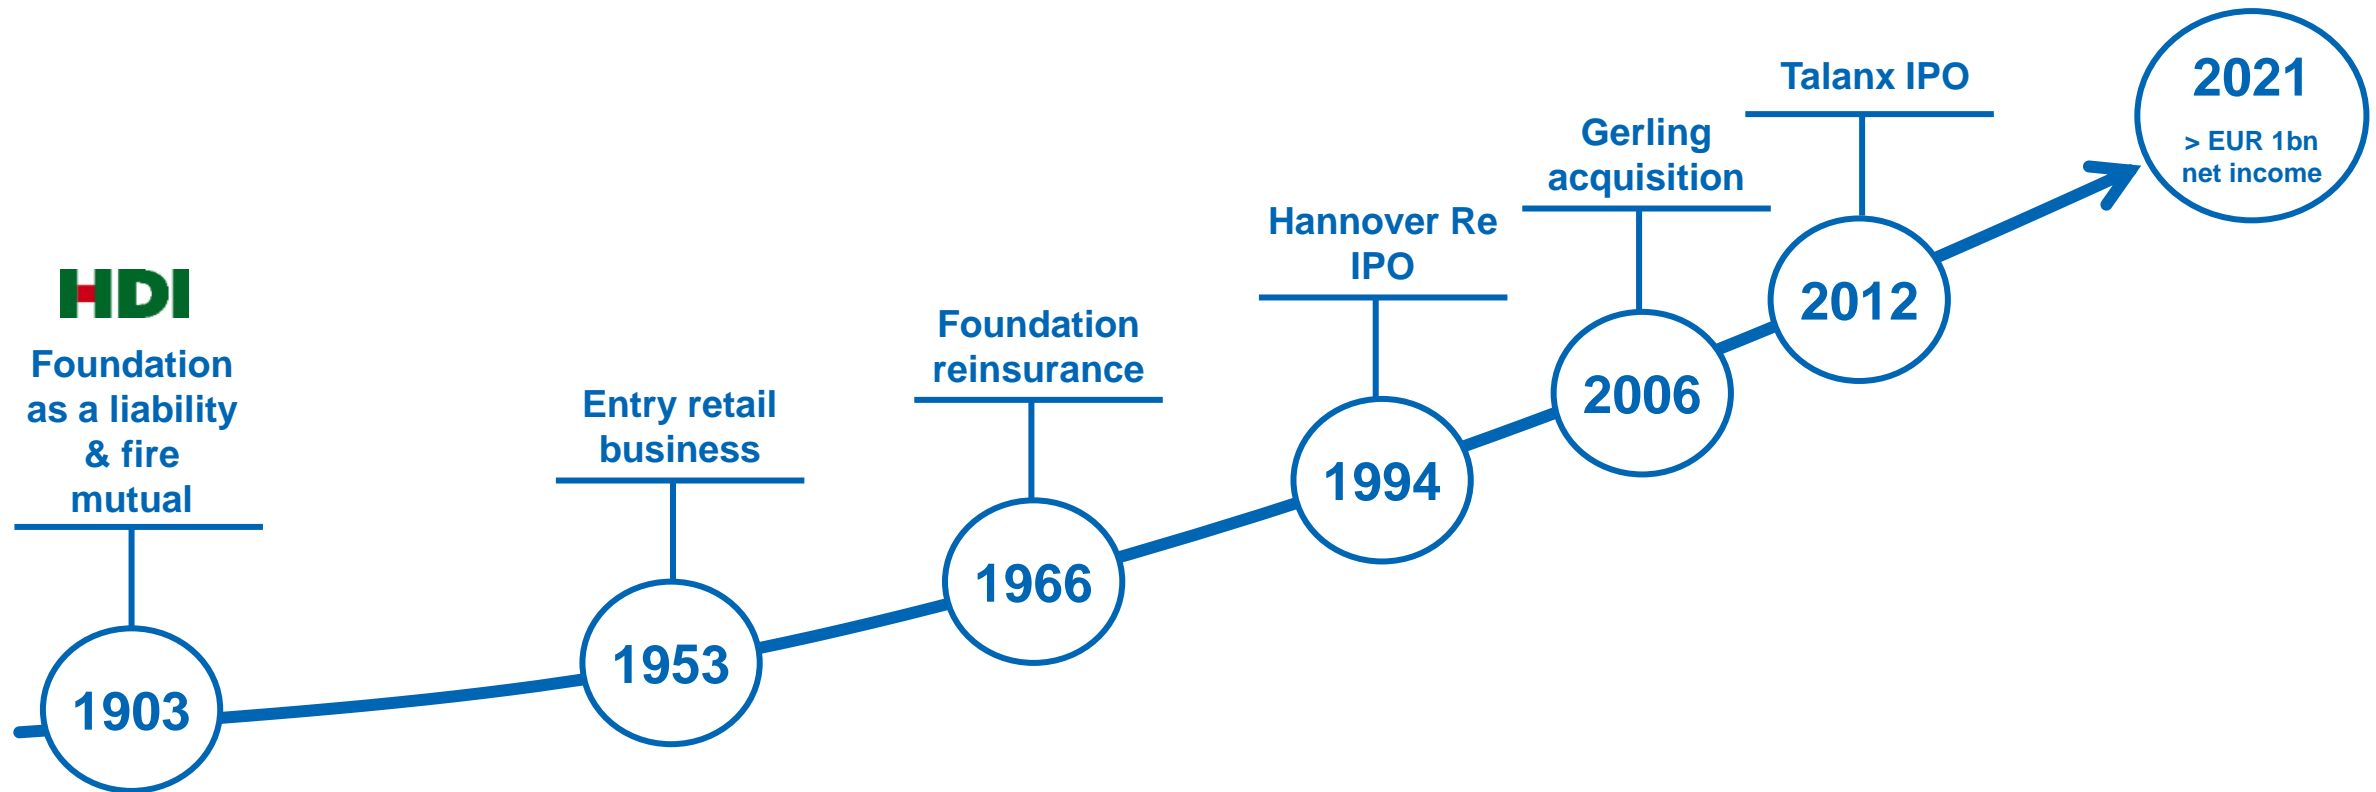 HDI
Foundation
as a liability
& fire
mutual
1903
Entry retail
business
1953
Foundation
reinsurance
1966
Hannover Re
IPO
1994
Gerling
acquisition
2006
Talanx IPO
2012
2021
> EUR 1bn
net income